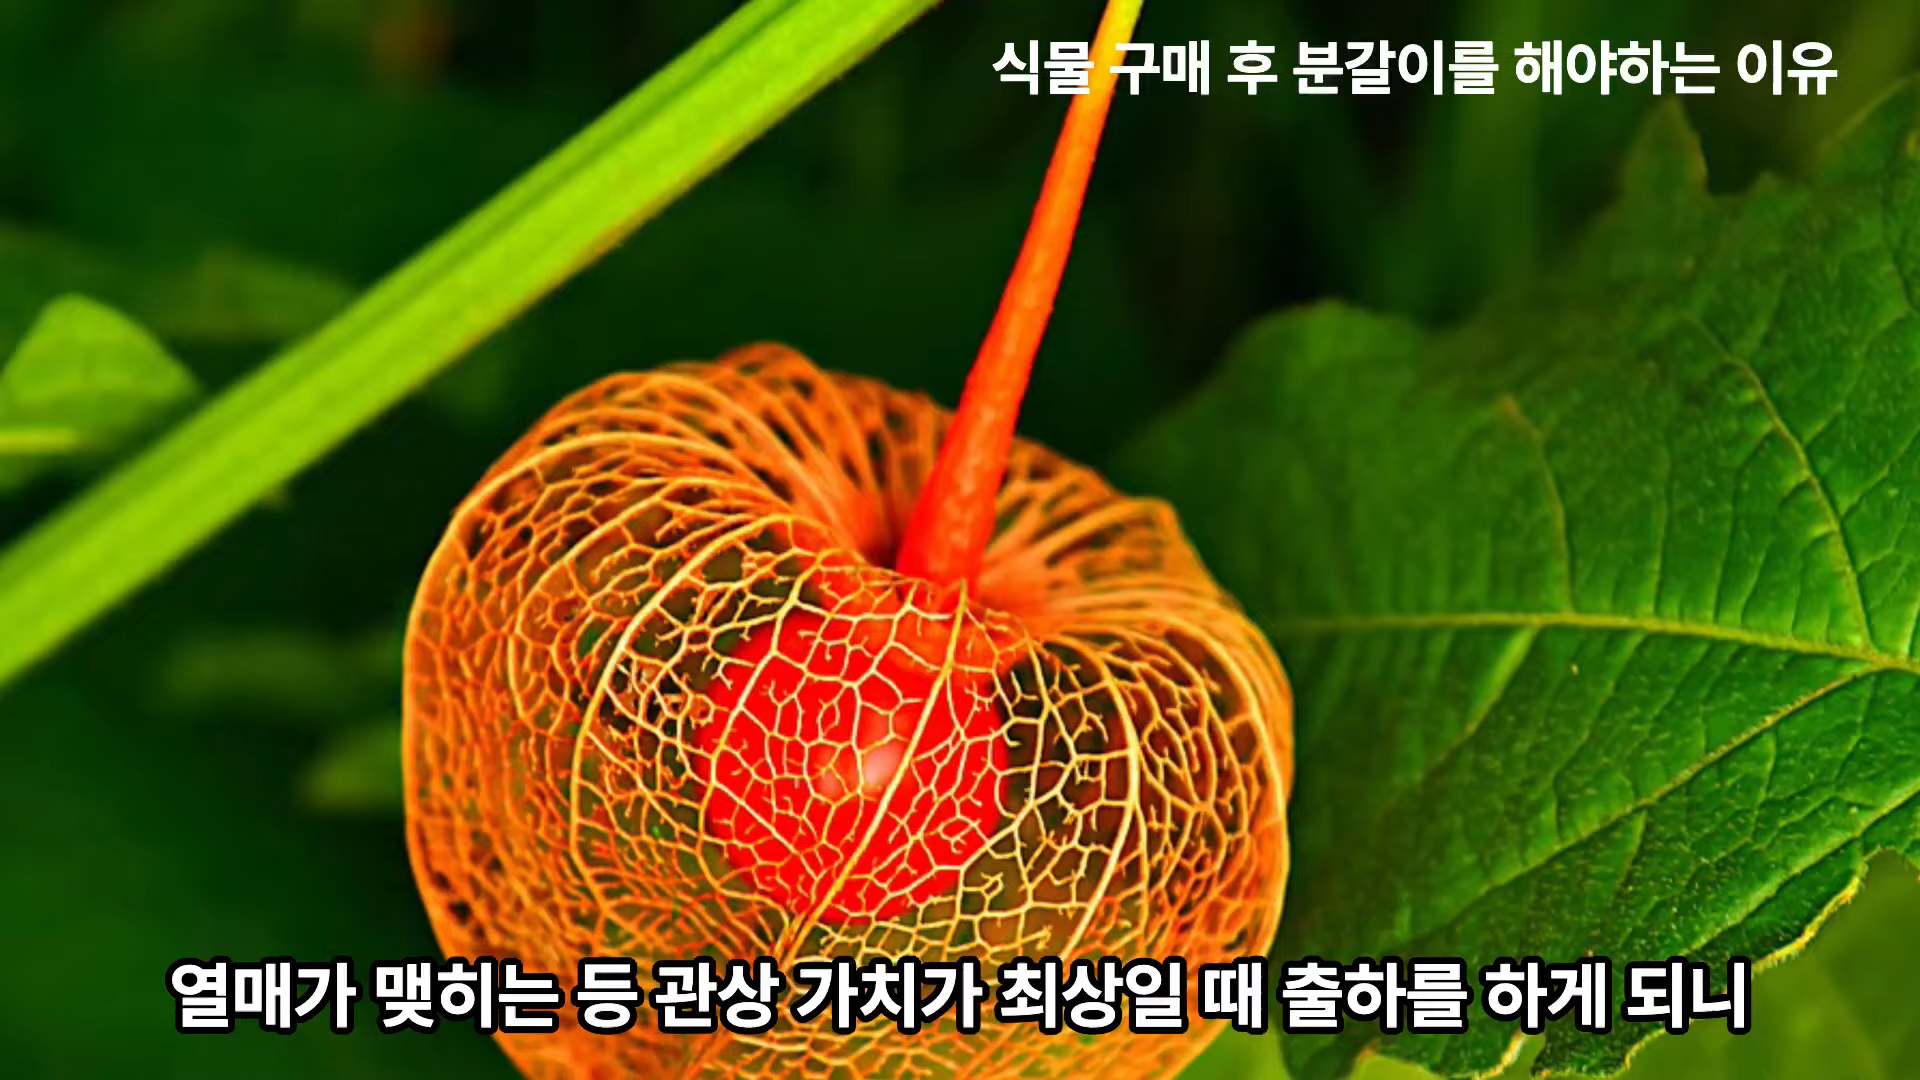 식물 구매 후 분갈이를 해야하는 이유
열매가 맺히는 등 관상 가치가 최상일 때 출하를 하게 되니